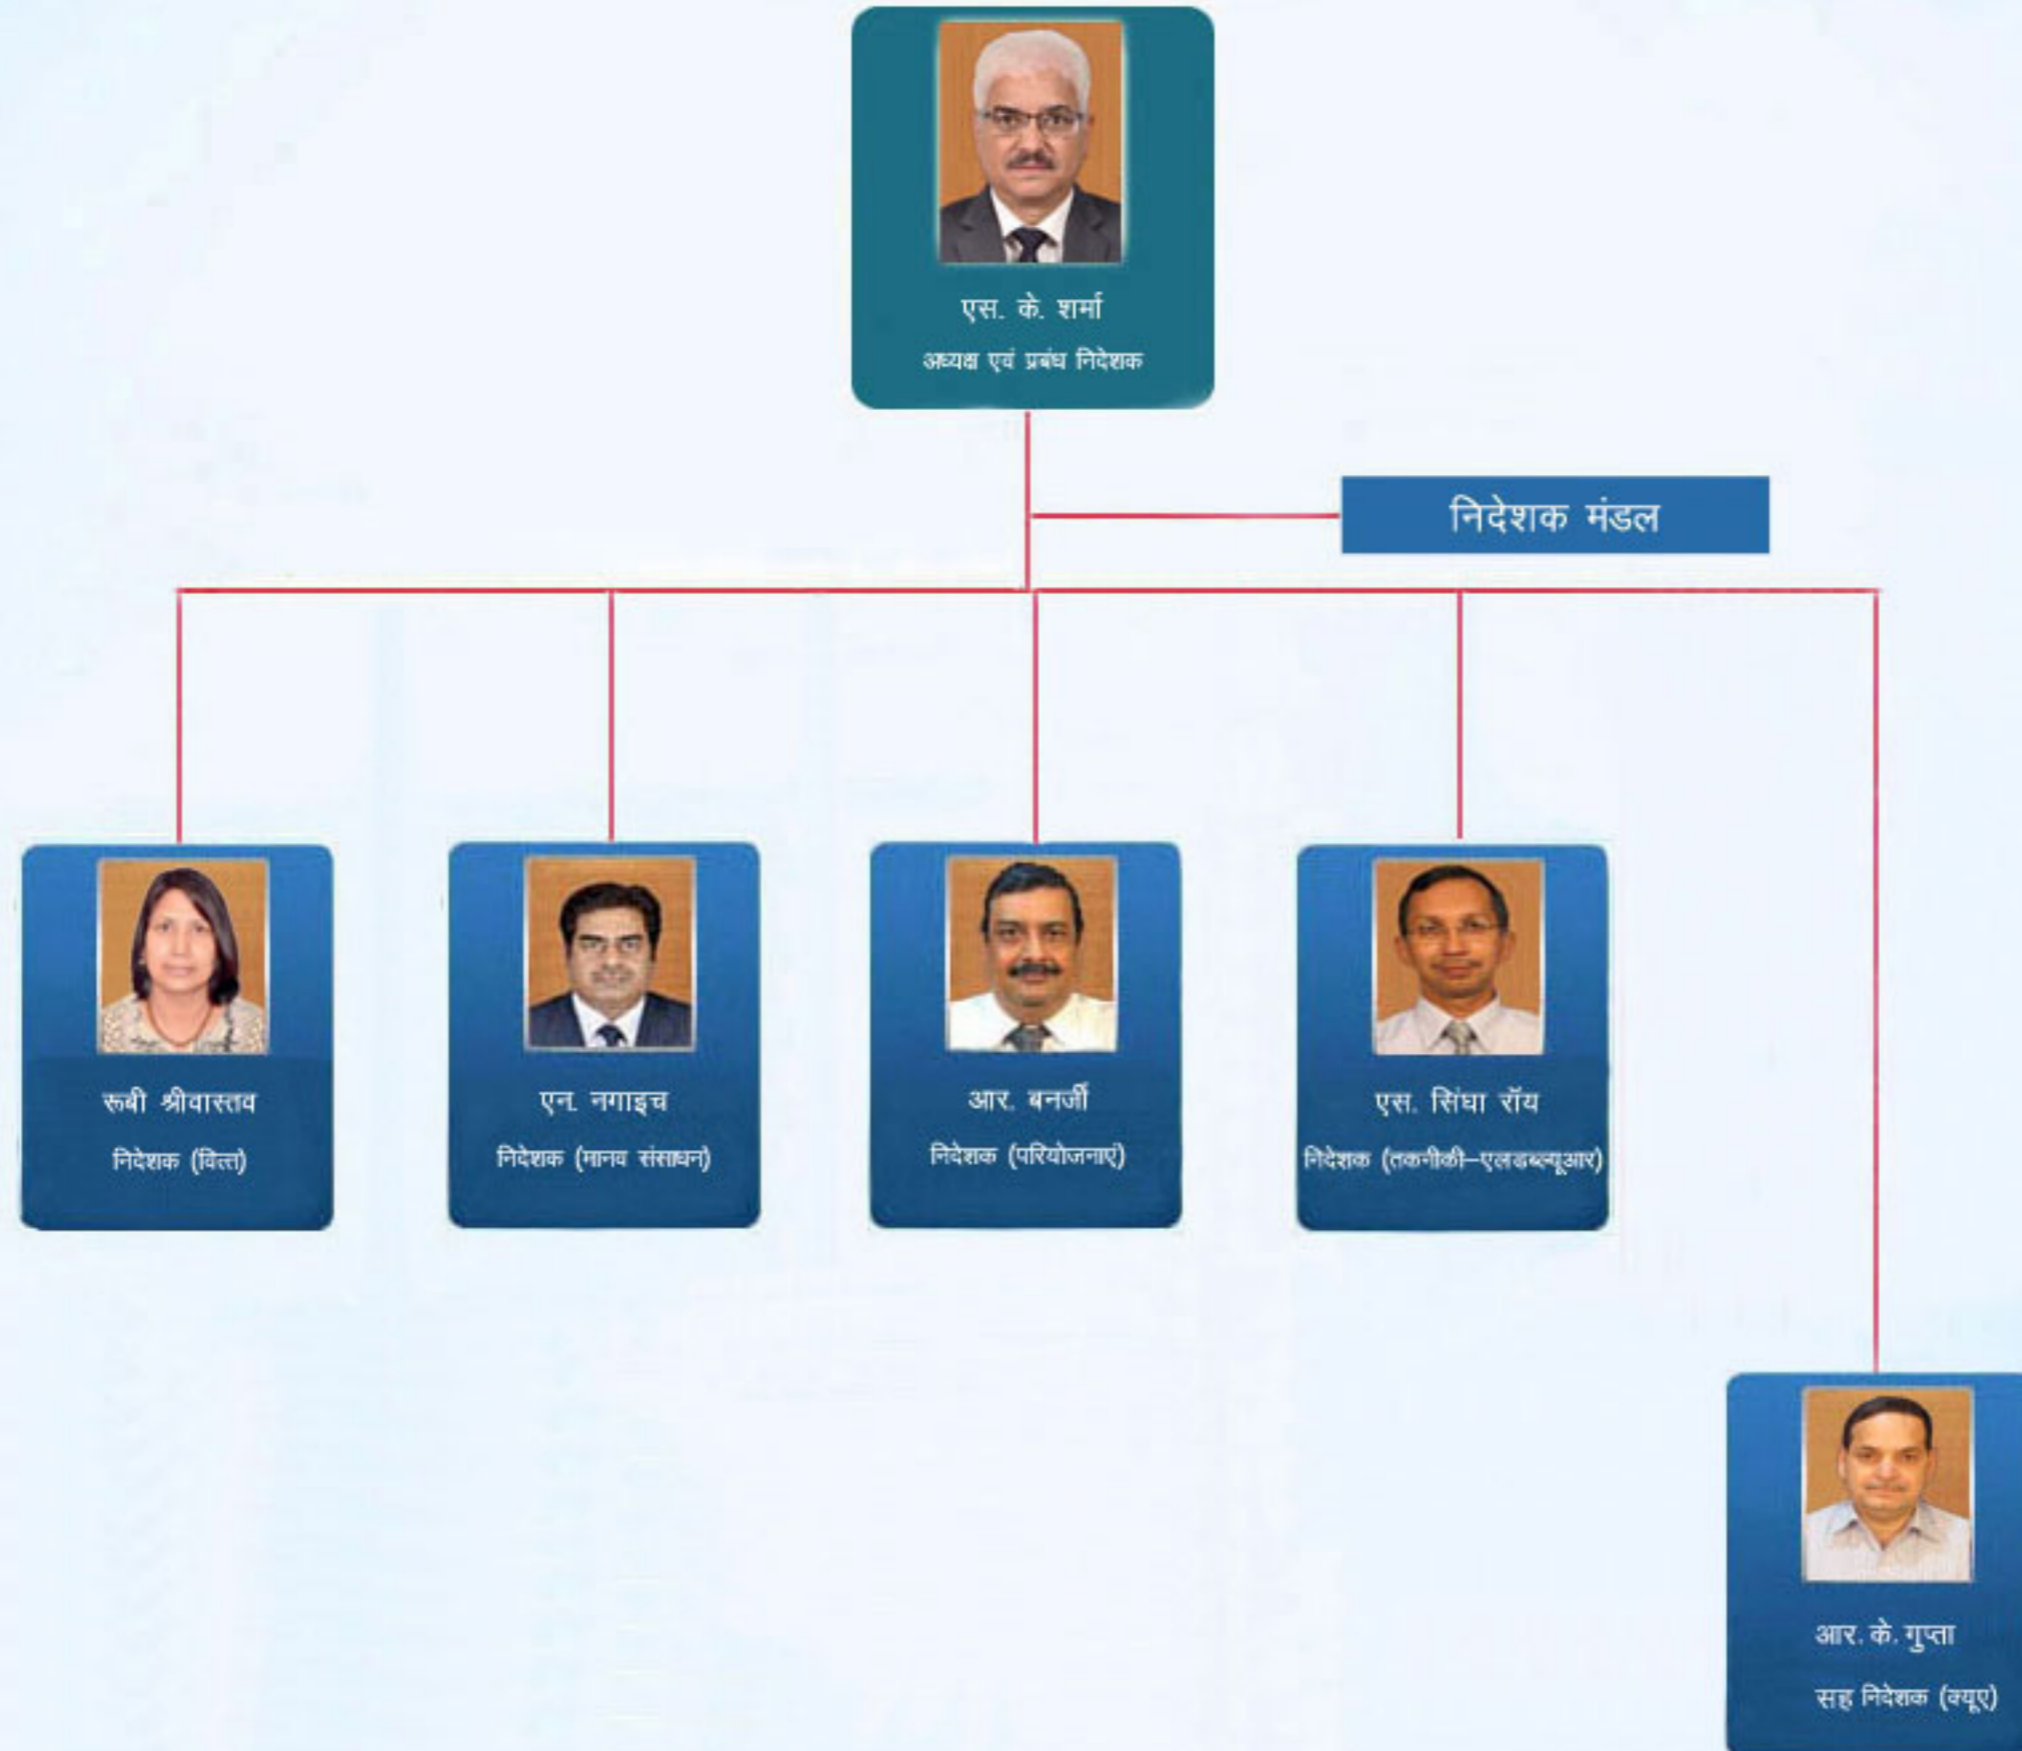 एस. के. शर्मा
अध्यक्ष एवं प्रबंध निदेशक
निदेशक मंडल
रूबी श्रीवास्तव
निदेशक (वित्त)
एन. नगाइच
निदेशक (मानव संसाधन)
आर. बनर्जी
निदेशक (परियोजनाएं)
एस. सिंघा रॉय
निदेशक (तकनीकी–एलडब्ल्यूआर)
आर. के. गुप्ता
सह निदेशक (क्यूए)